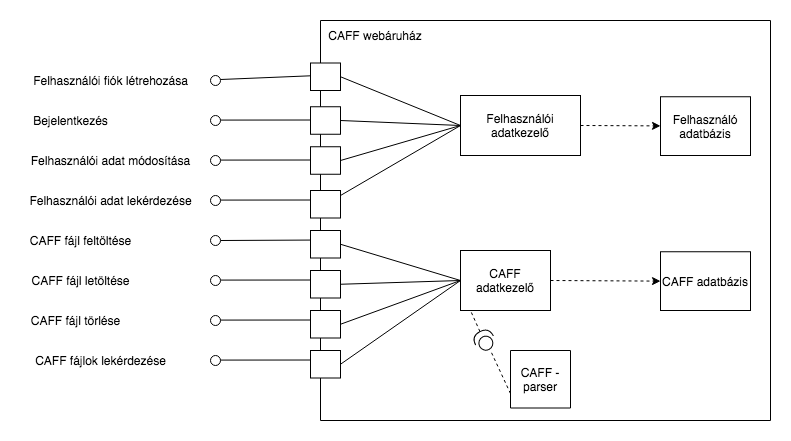 CAFF webáruház
Felhasználói fiók létrehozása
Bejelentkezés
Felhasználói adat módosítása
Felhasználói adat lekérdezése
CAFF fájl feltöltése
CAFF fájl letöltése
CAFF fájl törlése
CAFF fájlok lekérdezése
Felhasználói
adatkezelő
Felhasználó
adatbázis
CAFF
adatkezelő
CAFF adatbázis
CAFF -
parser